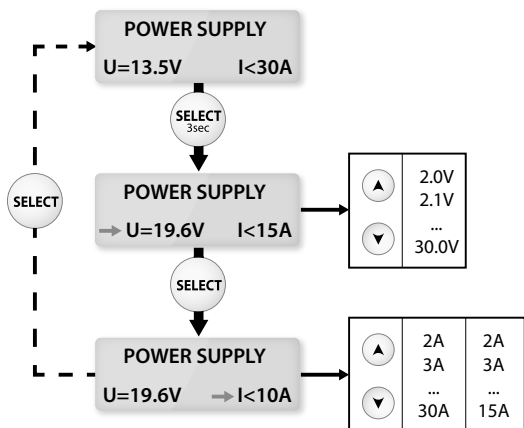 POWER SUPPLY
U=13.5V I<30A
SELECT
3sec
POWER SUPPLY
U=19.6V I<15A
2.0V
2.1V
...
30.0V
SELECT
SELECT
POWER SUPPLY
U=19.6V I<10A
2A 2A
3A 3A
... ...
30A 15A